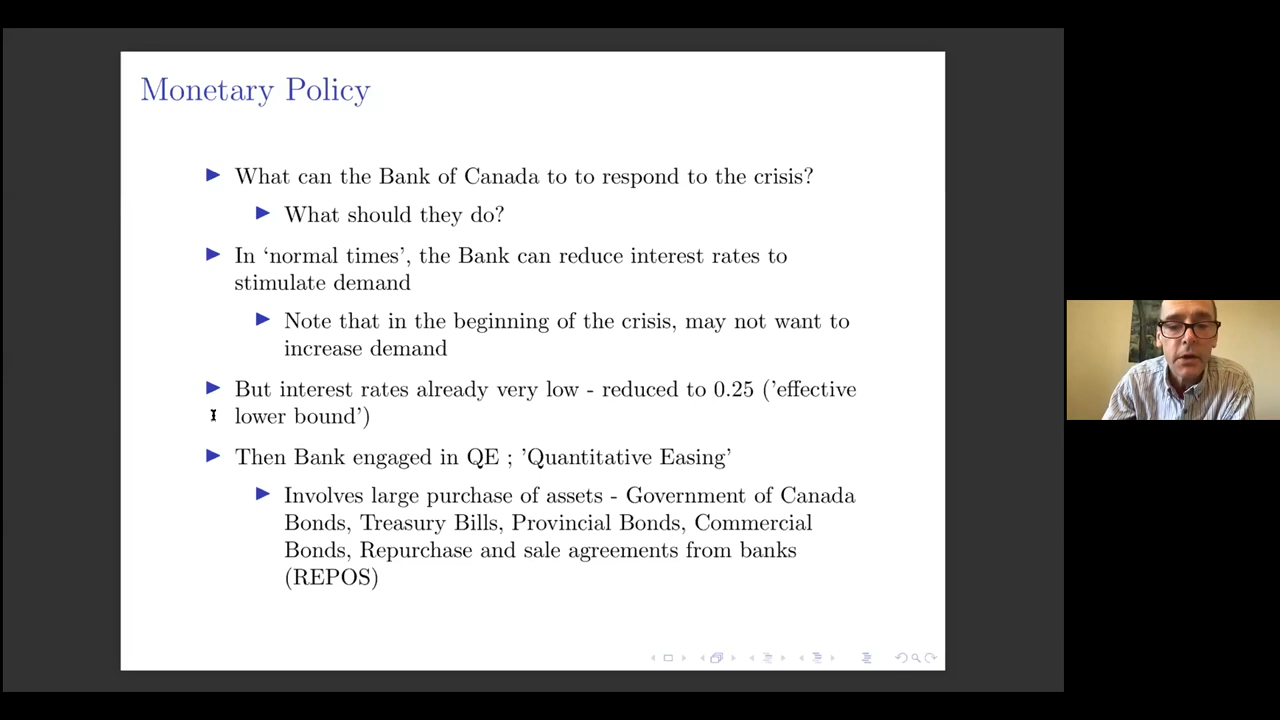 Monetary Policy
What can the Bank of Canada to to respond to the crisis?
What should they do?
In ‘normal times’, the Bank can reduce interest rates to
stimulate demand
Note that in the beginning of the crisis, may not want to
increase demand
But interest rates already very low - reduced to 0.25 (’effective
lower bound’)
Then Bank engaged in QE ; ’Quantitative Easing’
Involves large purchase of assets - Government of Canada
Bonds, Treasury Bills, Provincial Bonds, Commercial
Bonds, Repurchase and sale agreements from banks
(REPOS)